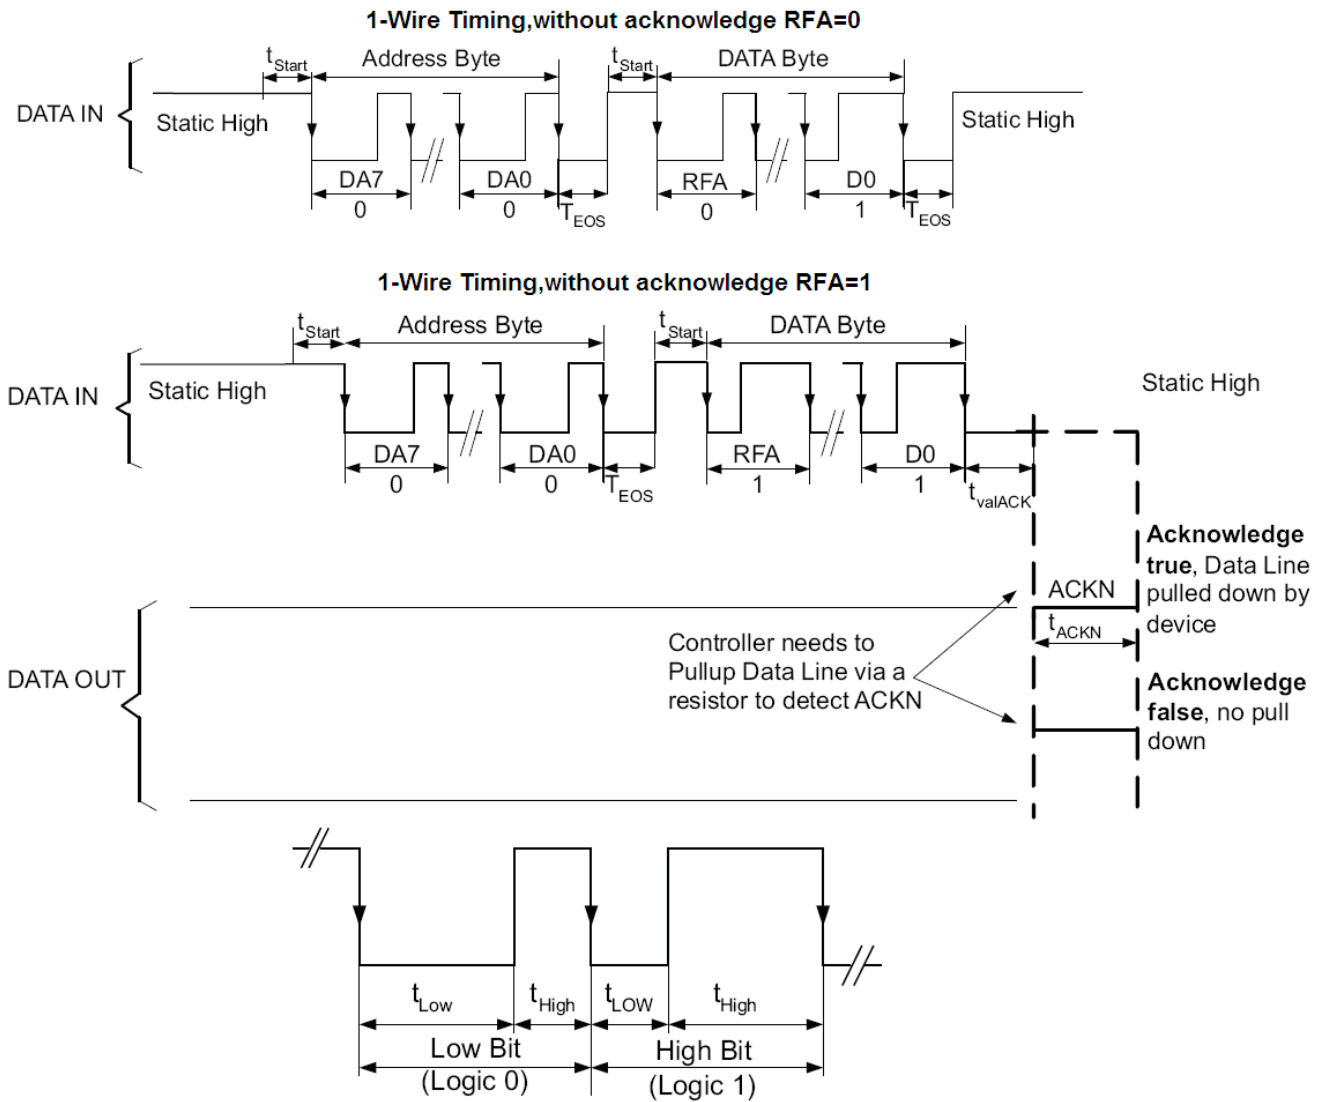 1-Wire Timing,without acknowledge RFA=0
tStart Address Byte tStart DATA Byte
DATA IN
Static High
Static High
DA7 DA0 RFA D0
0 0 TEOS 0 1 TEOS
1-Wire Timing,without acknowledge RFA=1
tStart Address Byte tStart DATA Byte
DATA IN
Static High
Static High
DA7 DA0 RFA D0
0 0 TEOS 1 1 tvalACK
Acknowledge
true, Data Line
pulled down by
device
ACKN
tACKN
DATA OUT
Controller needs to
Pullup Data Line via a
resistor to detect ACKN
Acknowledge
false, no pull
down
tLow tHigh tLOW tHigh
Low Bit
(Logic 0)
High Bit
(Logic 1)